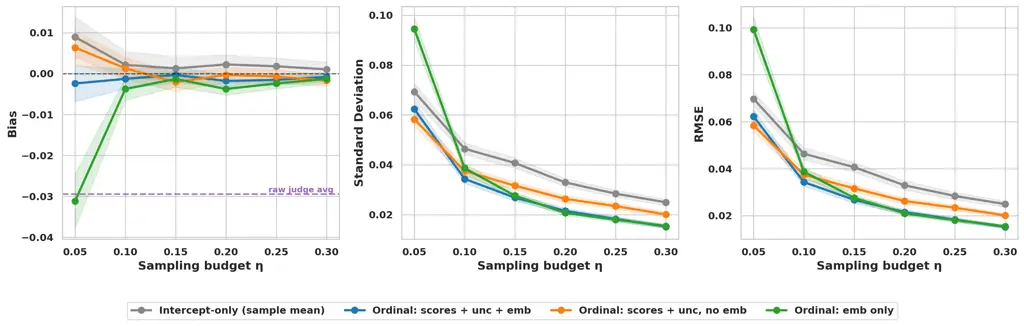 0.01
0.00
−0.01
−0.02
−0.03
−0.04
Bias
raw judge avg
0.05 0.10 0.15 0.20 0.25 0.30
Sampling budget η
0.10
0.08
0.06
0.04
0.02
Standard Deviation
0.05 0.10 0.15 0.20 0.25 0.30
Sampling budget η
0.10
0.08
0.06
0.04
0.02
RMSE
0.05 0.10 0.15 0.20 0.25 0.30
Sampling budget η
Intercept-only (sample mean) Ordinal: scores + unc + emb Ordinal: scores + unc, no emb Ordinal: emb only